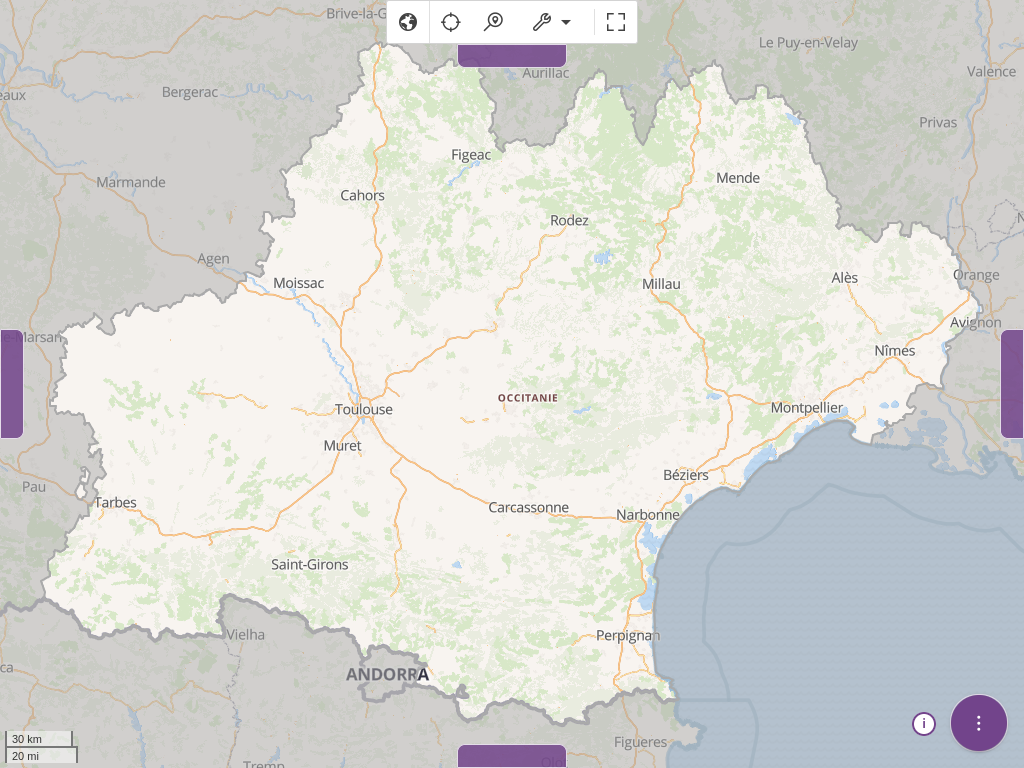 Brive-la-G
Le Puy-en-Velay
Aurillac
Valence
eaux
Bergerac
Privas
Figeac
Marmande
Mende
Cahors
Rodez
Agen
Moissac
Millau
Alès
Orange
Avignon
-Marsan
Nîmes
OCCITANIE
Toulouse
Montpellier
Muret
Béziers
Pau
Tarbes
Carcassonne
Narbonne
Saint-Girons
Vielha
Perpignan
ca
ANDORRA
i
30 km
Figueres
20 mi
Olo
Tremp